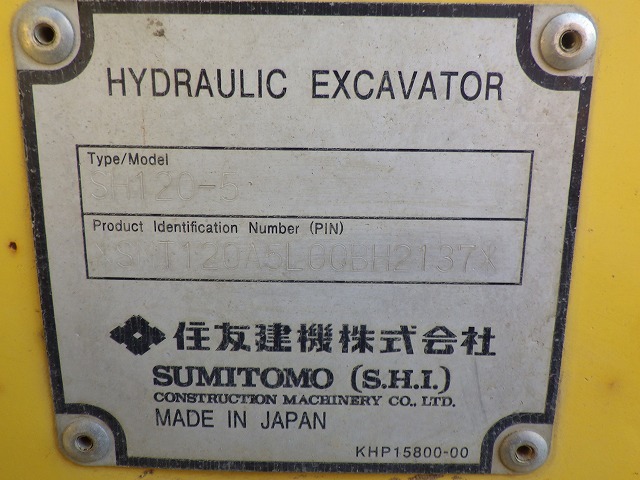 HYDRAULIC EXCAVATOR
Type/Model
SH120-5
Product Identification Number (PIN)
住友建機株式会社
SUMITOMO (S.H.I.)
CONSTRUCTION MACHINERY CO., LTD.
MADE IN JAPAN
KHP15800-00